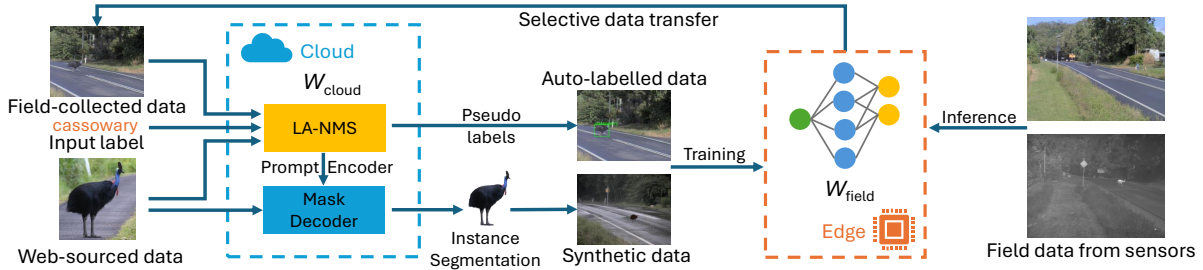 Selective data transfer
Cloud
W_cloud
Field-collected data
cassowary
Input label
LA-NMS
Prompt Encoder
Mask
Decoder
Web-sourced data
Pseudo
labels
Auto-labelled data
Instance
Segmentation
Synthetic data
Training
W_field
Edge
Inference
Field data from sensors